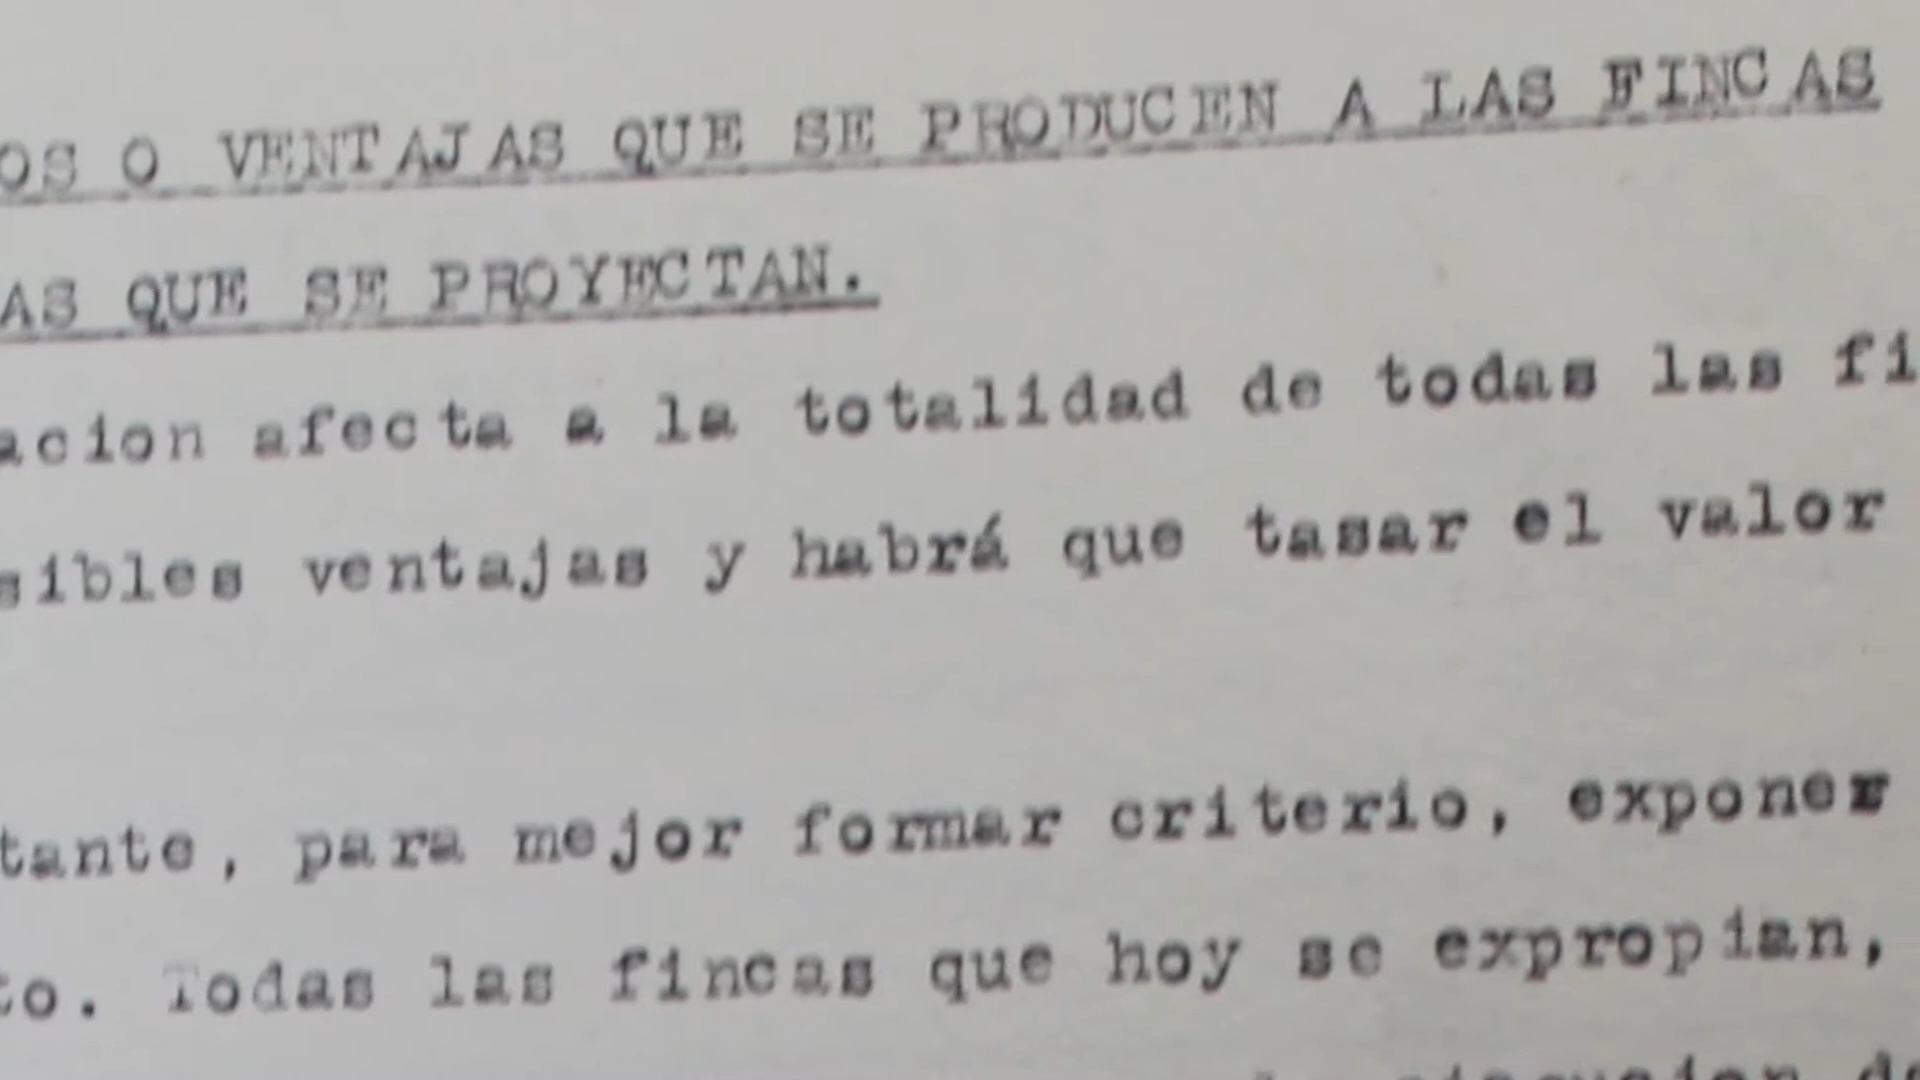 OS O VENTAJAS QUE SE PRODUCEN A LAS FINCAS
AS QUE SE PROYECTAN.
acion afecta a la totalidad de todas las fi
sibles ventajas y habrá que tasar el valor
tante, para mejor formar criterio, exponer
to. Todas las fincas que hoy se expropian,